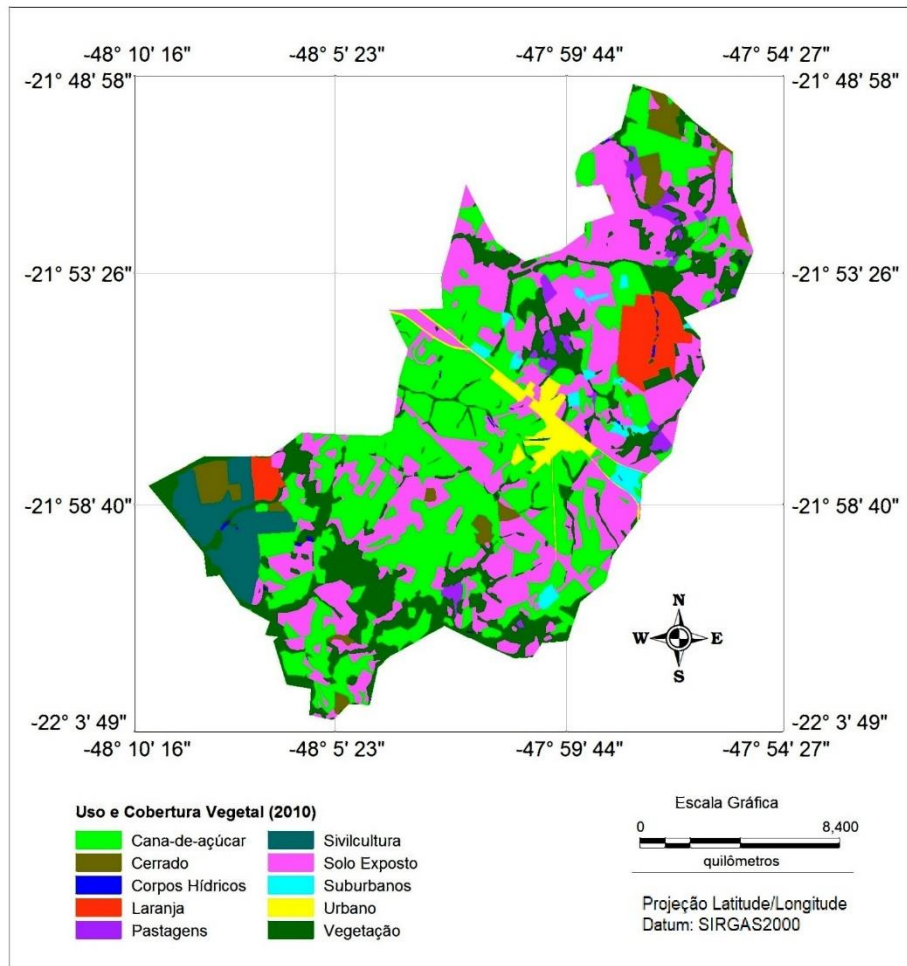 -48° 10' 16" -48° 5' 23" -47° 59' 44" -47° 54' 27"
-21° 48' 58" -21° 48' 58"
-21° 53' 26" -21° 53' 26"
-21° 58' 40" -21° 58' 40"
N
W E
S
-22° 3' 49" -22° 3' 49"
-48° 10' 16" -48° 5' 23" -47° 59' 44" -47° 54' 27"
Uso e Cobertura Vegetal (2010)
Cana-de-açúcar
Cerrado
Corpos Hídricos
Laranja
Pastagens
Sivilcultura
Solo Exposto
Suburbanos
Urbano
Vegetação
Escala Gráfica
0 8,400
quilômetros
Projeção Latitude/Longitude
Datum: SIRGAS2000